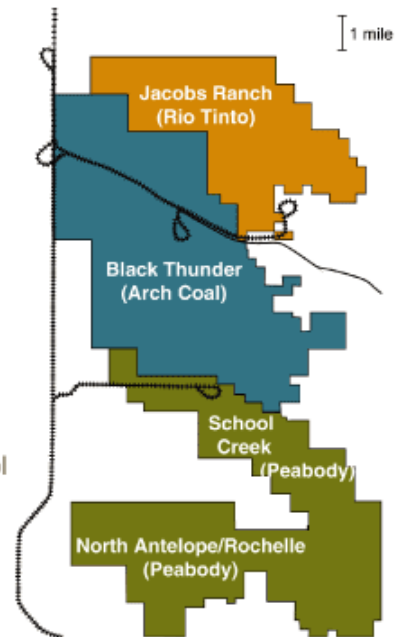 1 mile
Jacobs Ranch
(Rio Tinto)
Black Thunder
(Arch Coal)
School
Creek
(Peabody)
North Antelope/Rochelle
(Peabody)